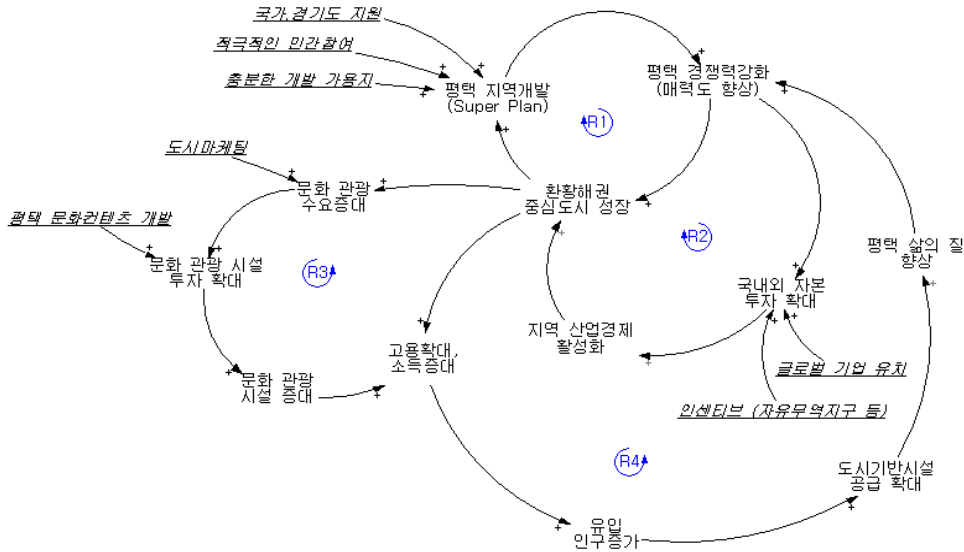 국가,경기도 지원
적극적인 민간참여
충분한 개발 가용지
평택 지역개발
(Super Plan)
평택 경쟁력강화
(매력도 향상)
R1
도시마케팅
문화 관광
수요증대
환황해권
중심도시 성장
평택 문화컨텐츠 개발
문화 관광 시설
투자 확대
R3
R2
평택 삶의 질
향상
국내외 자본
투자 확대
지역 산업경제
활성화
고용확대,
소득증대
문화 관광
시설 증대
글로벌 기업 유치
인센티브 (자유무역지구 등)
R4
도시기반시설
공급 확대
유입
인구증가